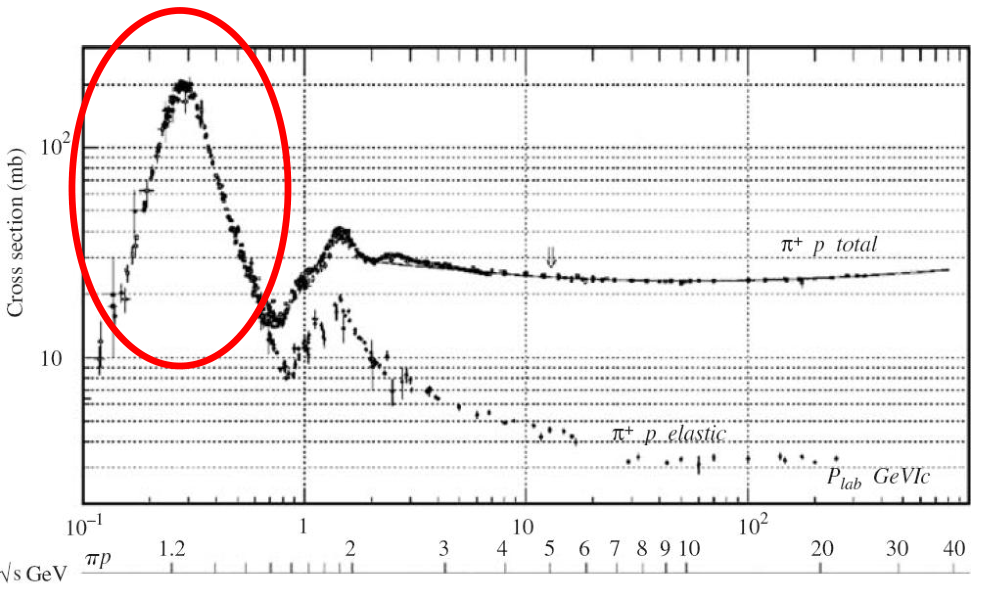 Cross section (mb)
10²
10
π⁺ p total
π⁺ p elastic
P_lab GeVIc
10⁻¹ 1 10 10²
πp 1.2 2 3 4 5 6 7 8 9 10 20 30 40
√s GeV